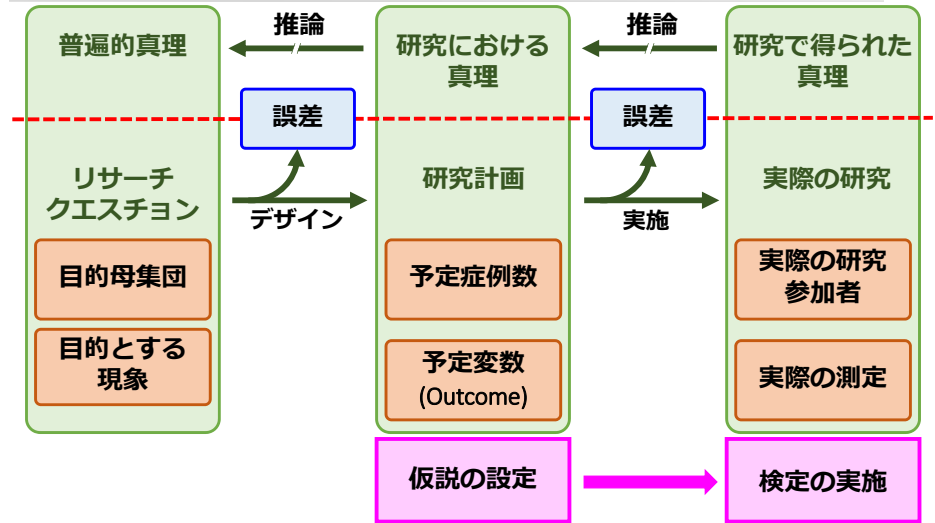 普遍的真理
推論
研究における
真理
推論
研究で得られた
真理
誤差
誤差
リサーチ
クエスチョン
デザイン
研究計画
実施
実際の研究
目的母集団
予定症例数
実際の研究
参加者
目的とする
現象
予定変数
(Outcome)
実際の測定
仮説の設定
検定の実施